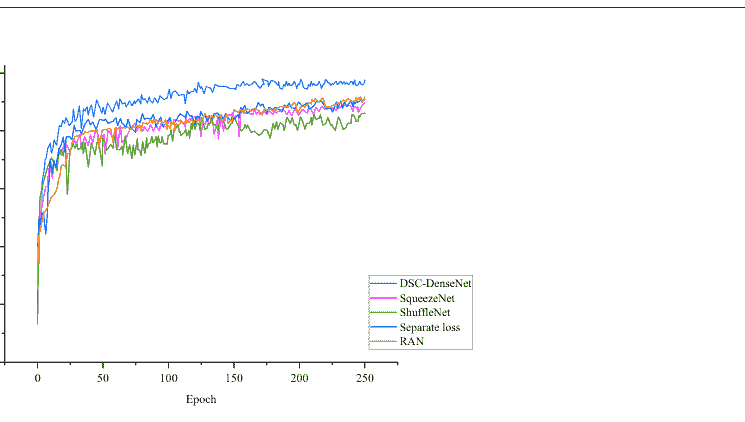 DSC-DenseNet
SqueezeNet
ShuffleNet
Separate loss
RAN
0 50 100 150 200 250
Epoch